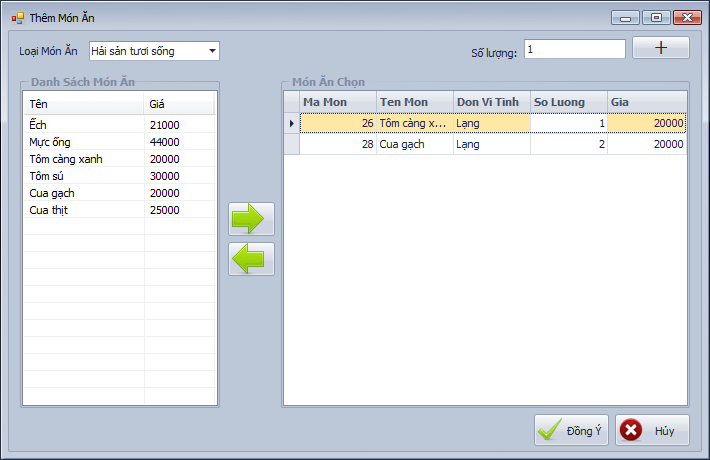 Thêm Món Ăn
Loại Món Ăn Hải sản tươi sống Số lượng: 1
Danh Sách Món Ăn Món Ăn Chọn
Tên Giá
Ếch 21000
Mực ống 44000
Tôm càng xanh 20000
Tôm sú 30000
Cua gạch 20000
Cua thịt 25000
Ma Mon Ten Mon Don Vi Tinh So Luong Gia
26 Tôm càng x... Lạng 1 20000
28 Cua gạch Lạng 2 20000
Đồng Ý Hủy